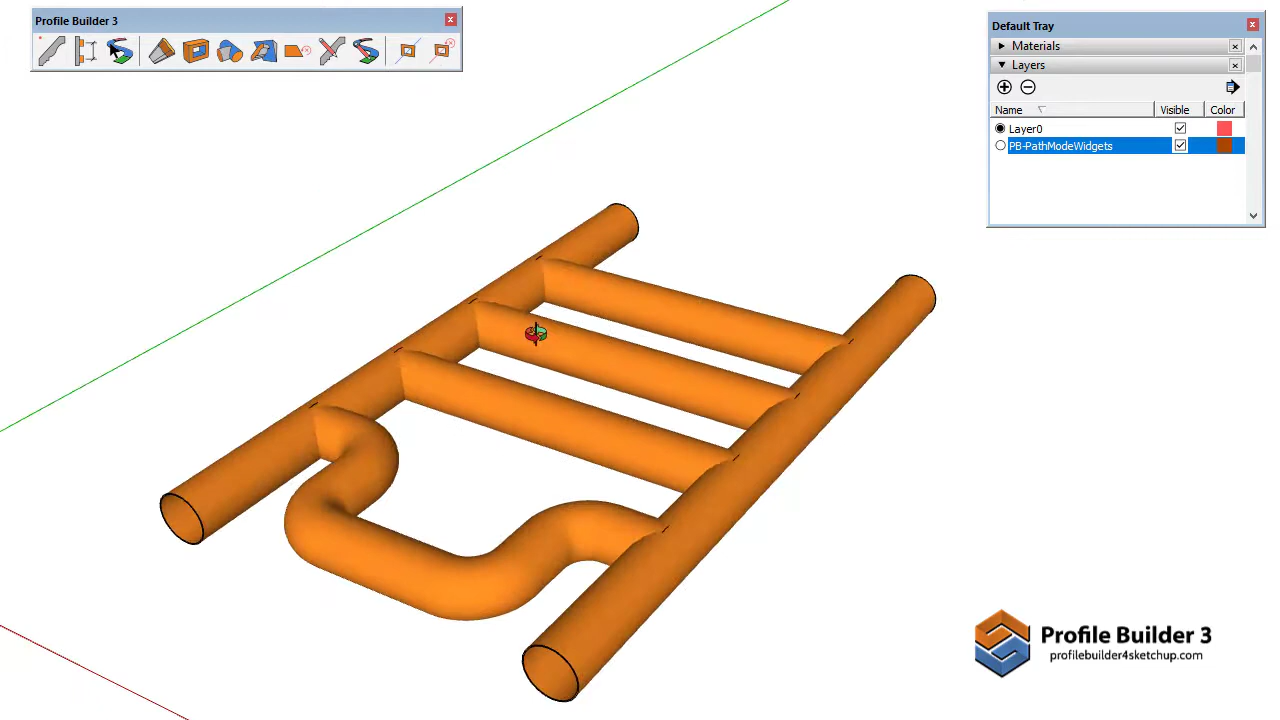 Profile Builder 3
Default Tray
Materials
Layers
Name Visible Color
Layer0
PB-PathModeWidgets
Profile Builder 3
profilebuilder4sketchup.com